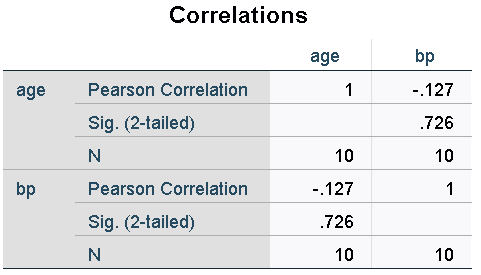 Correlations
age bp
age Pearson Correlation 1 -.127
Sig. (2-tailed) .726
N 10 10
bp Pearson Correlation -.127 1
Sig. (2-tailed) .726
N 10 10